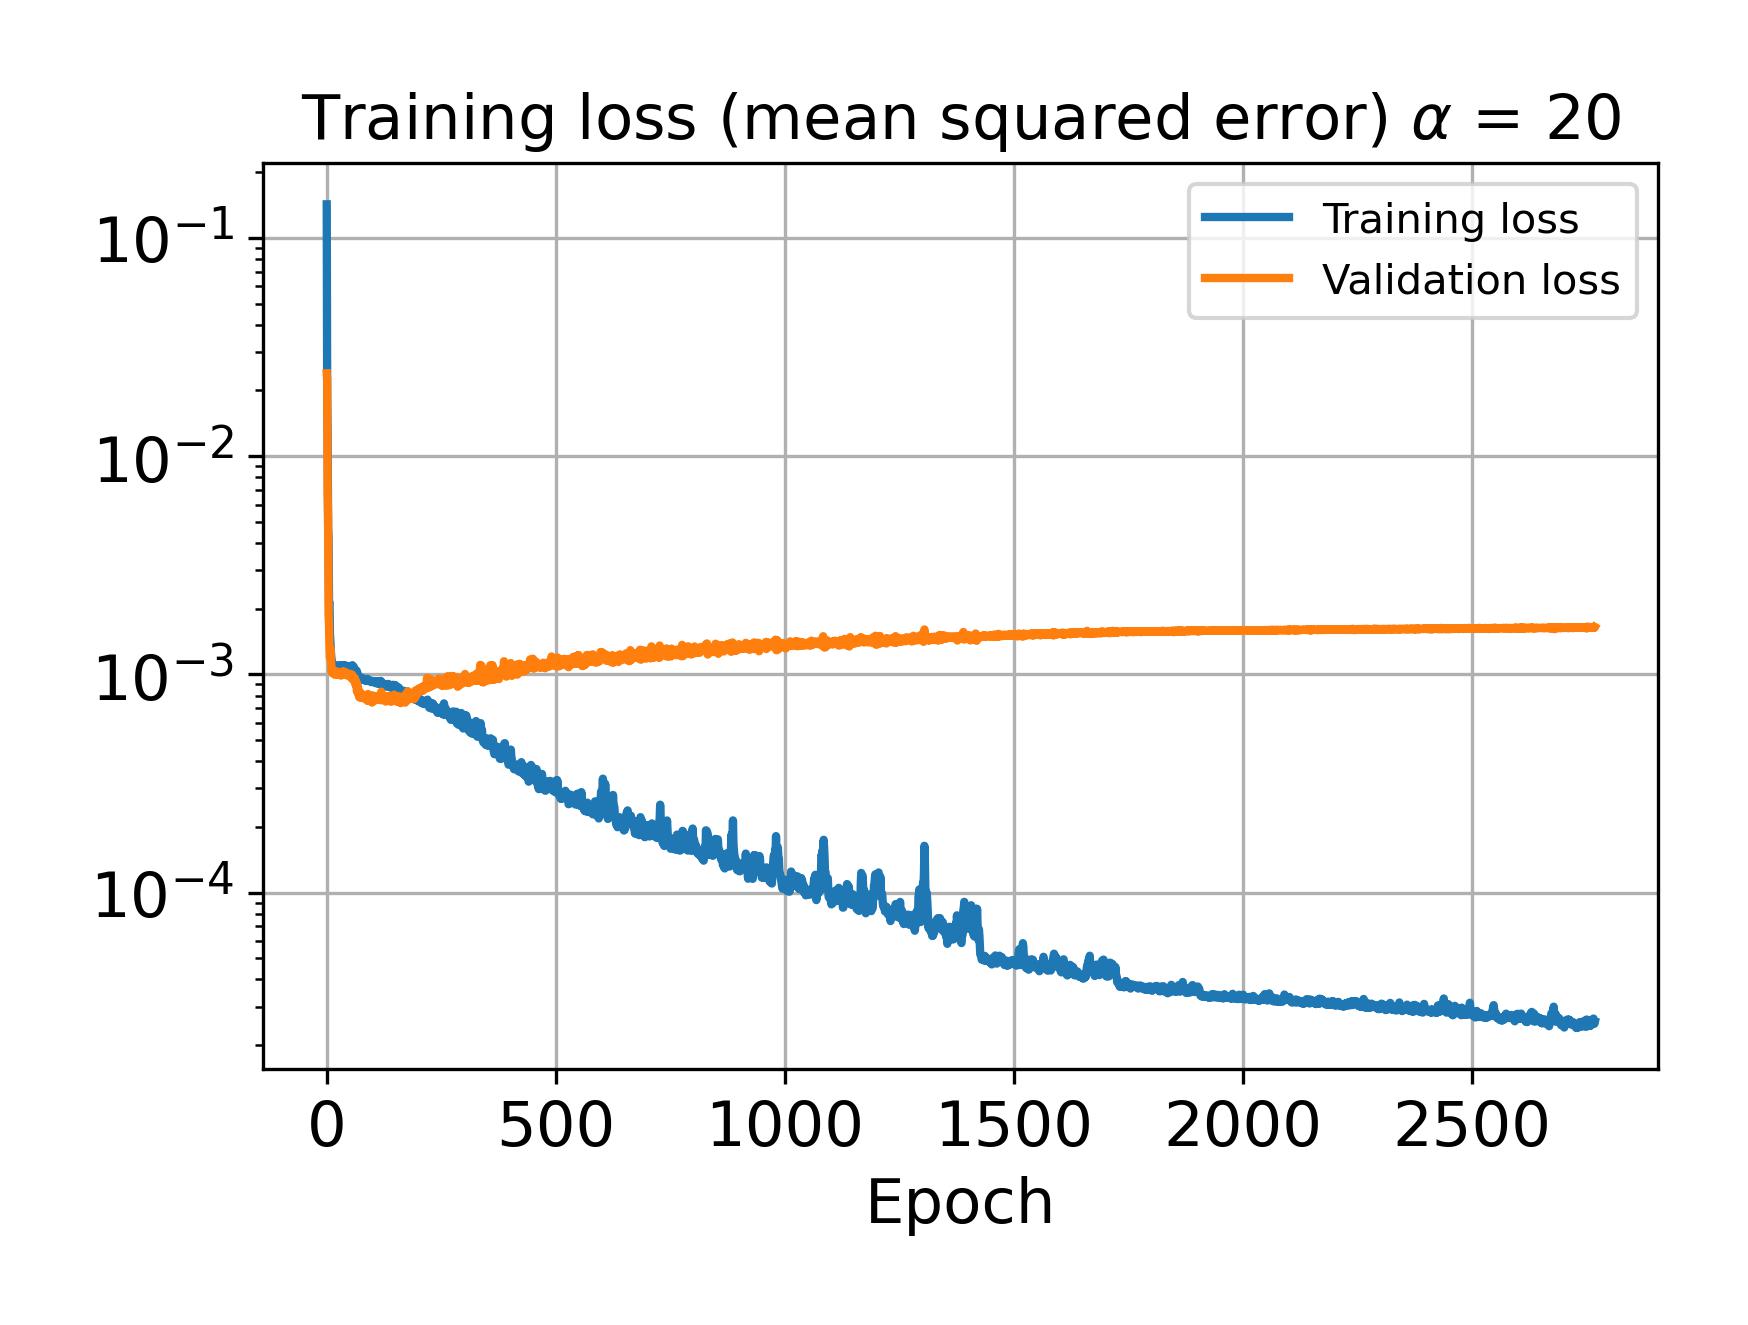 Training loss (mean squared error) α = 20
Training loss
Validation loss
10⁻¹
10⁻²
10⁻³
10⁻⁴
0 500 1000 1500 2000 2500
Epoch